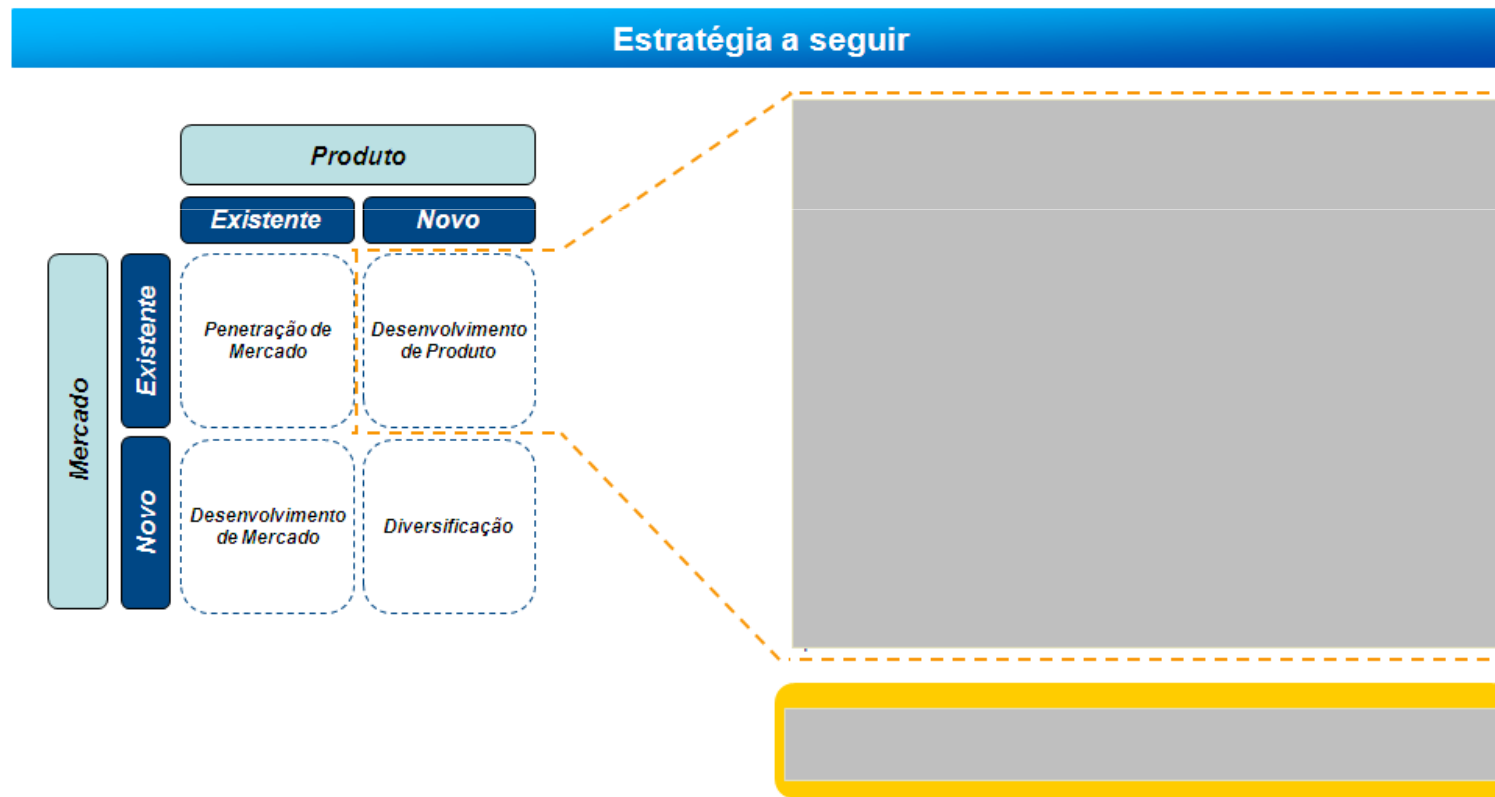 Estratégia a seguir
Produto
Existente
Novo
Mercado
Existente
Penetração de
Mercado
Desenvolvimento
de Produto
Novo
Desenvolvimento
de Mercado
Diversificação